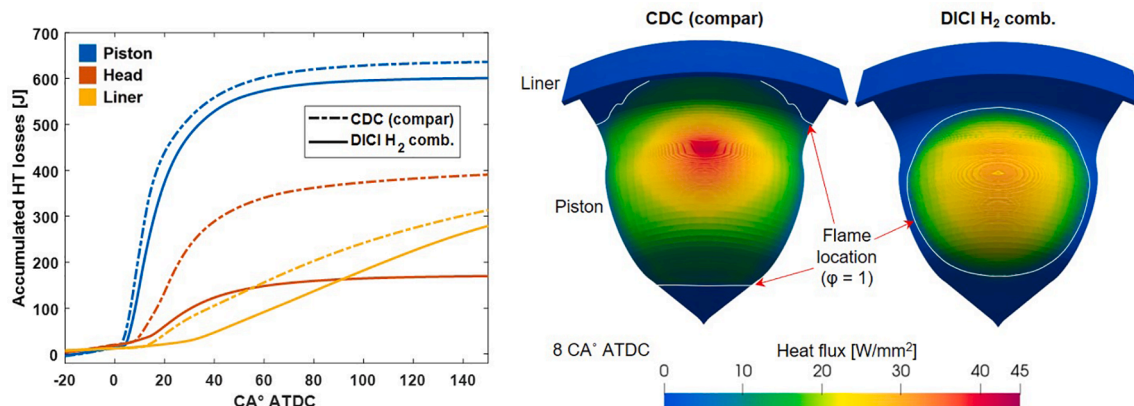 700
600
500
400
300
200
100
0
Accumulated HT losses [J]
Piston
Head
Liner
CDC (compar)
DICI H₂ comb.
-20 0 20 40 60 80 100 120 140
CA° ATDC
CDC (compar)
DICI H₂ comb.
Liner
Piston
Flame
location
(φ = 1)
8 CA° ATDC
Heat flux [W/mm²]
0 10 20 30 40 45